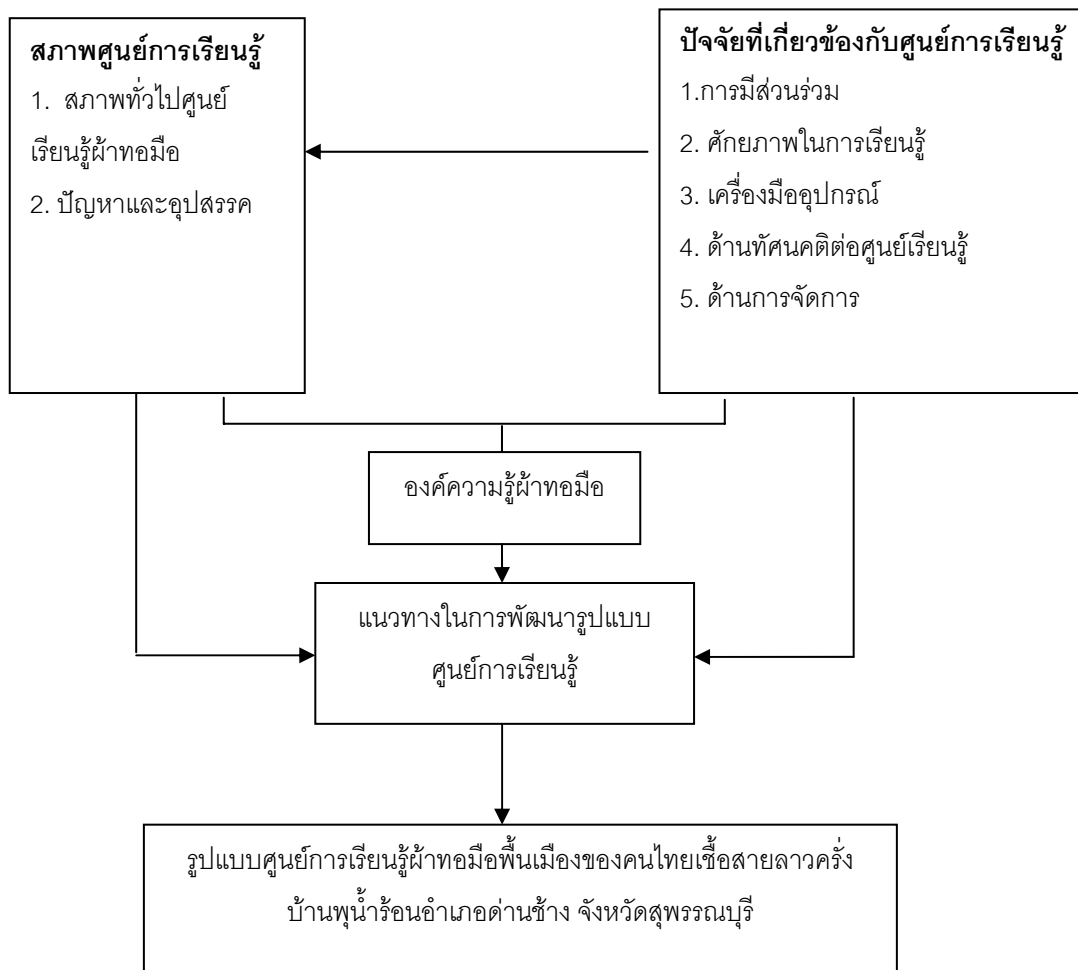 สภาพศูนย์การเรียนรู้
1. สภาพทั่วไปศูนย์
เรียนรู้ผ้าทอมือ
2. ปัญหาและอุปสรรค
ปัจจัยที่เกี่ยวข้องกับศูนย์การเรียนรู้
1.การมีส่วนร่วม
2. ศักยภาพในการเรียนรู้
3. เครื่องมืออุปกรณ์
4. ด้านทัศนคติต่อศูนย์เรียนรู้
5. ด้านการจัดการ
องค์ความรู้ผ้าทอมือ
แนวทางในการพัฒนารูปแบบ
ศูนย์การเรียนรู้
รูปแบบศูนย์การเรียนรู้ผ้าทอมือพื้นเมืองของคนไทยเชื้อสายลาวครั่ง
บ้านพุน้ำร้อนอำเภอด่านช้าง จังหวัดสุพรรณบุรี